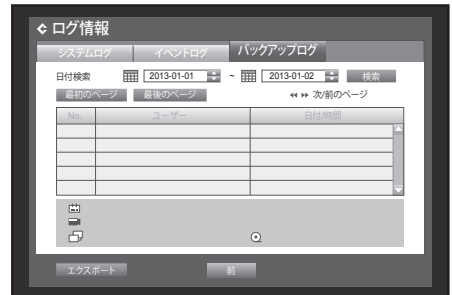 ログ情報
システムログ イベントログ バックアップログ
日付検索 2013-01-01 ~ 2013-01-02 検索
最初のページ 最後のページ 次/前のページ
No. ユーザー 日付/時間
エクスポート 前